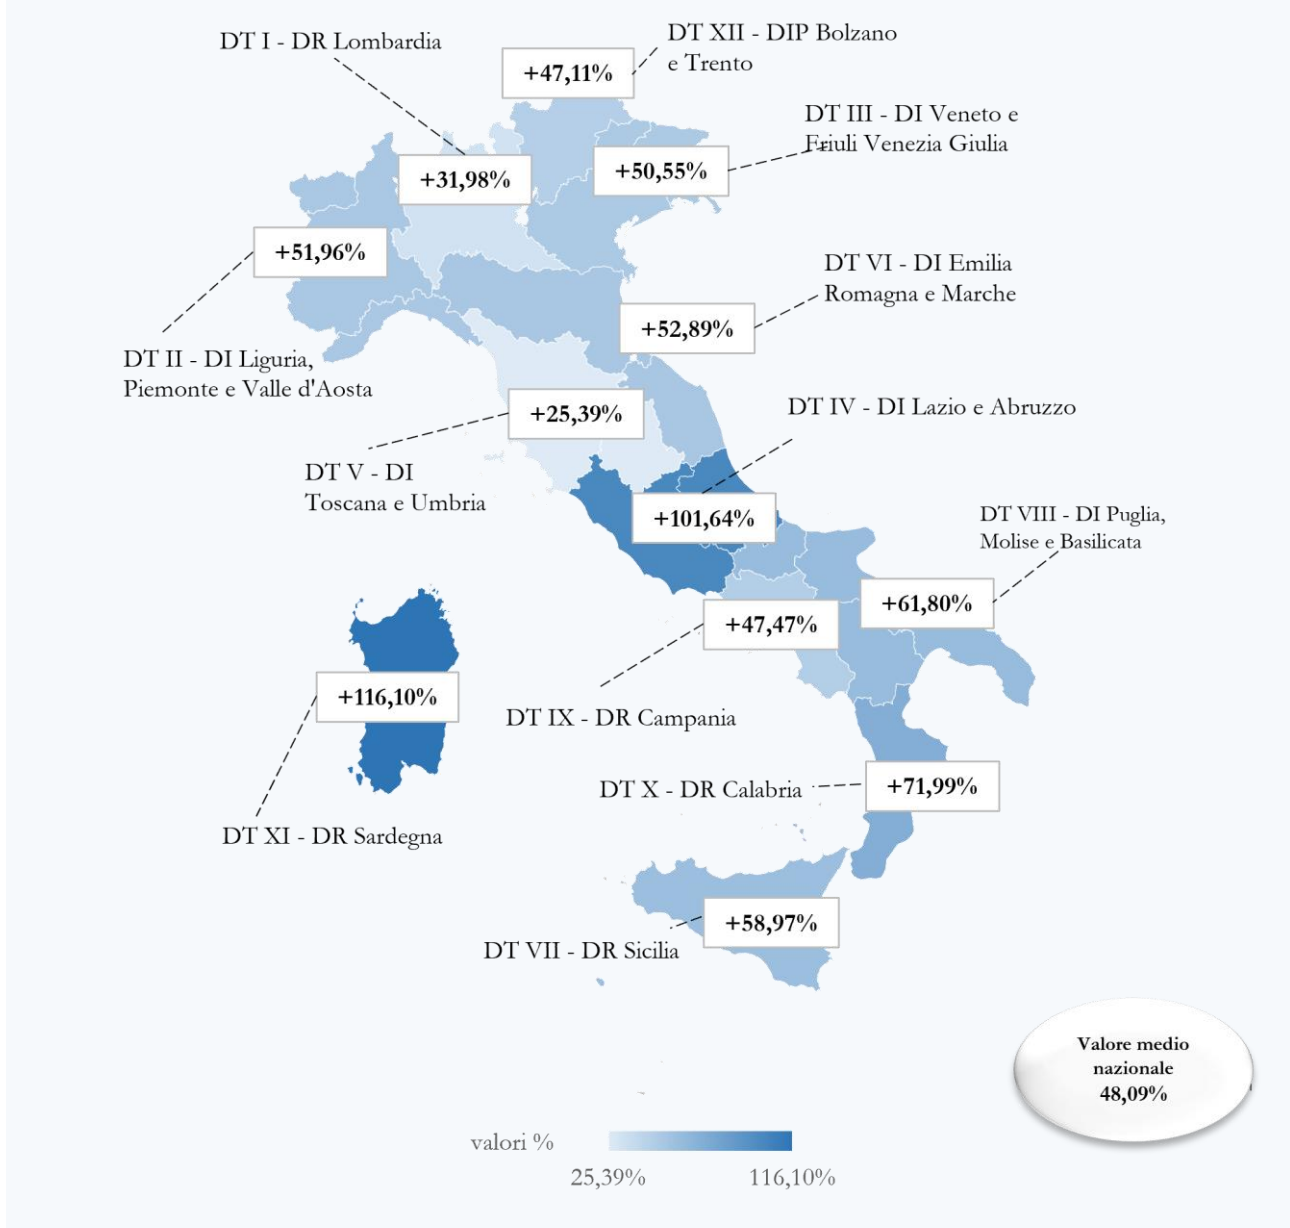 DT I - DR Lombardia
DT XII - DIP Bolzano
e Trento
+47,11%
DT III - DI Veneto e
Friuli Venezia Giulia
+50,55%
+31,98%
+51,96%
DT VI - DI Emilia
Romagna e Marche
+52,89%
DT II - DI Liguria,
Piemonte e Valle d'Aosta
+25,39%
DT IV - DI Lazio e Abruzzo
DT V - DI
Toscana e Umbria
+101,64%
DT VIII - DI Puglia,
Molise e Basilicata
+61,80%
+47,47%
+116,10%
DT IX - DR Campania
DT X - DR Calabria
+71,99%
DT XI - DR Sardegna
+58,97%
DT VII - DR Sicilia
Valore medio
nazionale
48,09%
valori %
25,39%
116,10%